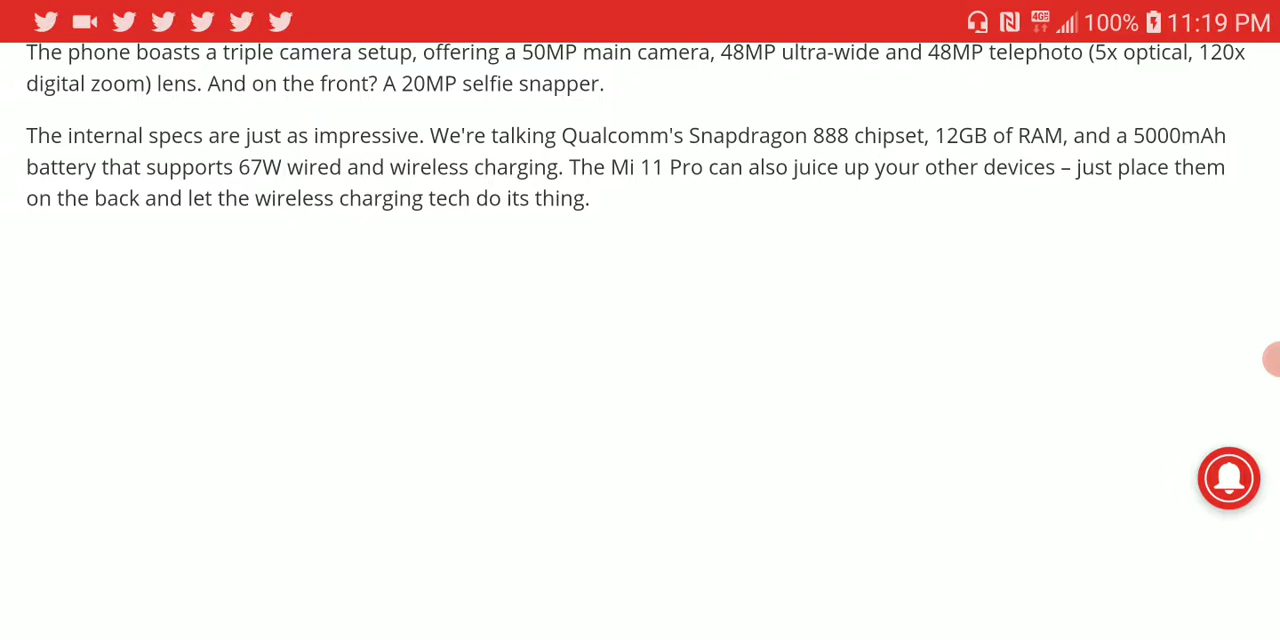 4G 100% 11:19 PM
The phone boasts a triple camera setup, offering a 50MP main camera, 48MP ultra-wide and 48MP telephoto (5x optical, 120x
digital zoom) lens. And on the front? A 20MP selfie snapper.
The internal specs are just as impressive. We're talking Qualcomm's Snapdragon 888 chipset, 12GB of RAM, and a 5000mAh
battery that supports 67W wired and wireless charging. The Mi 11 Pro can also juice up your other devices – just place them
on the back and let the wireless charging tech do its thing.